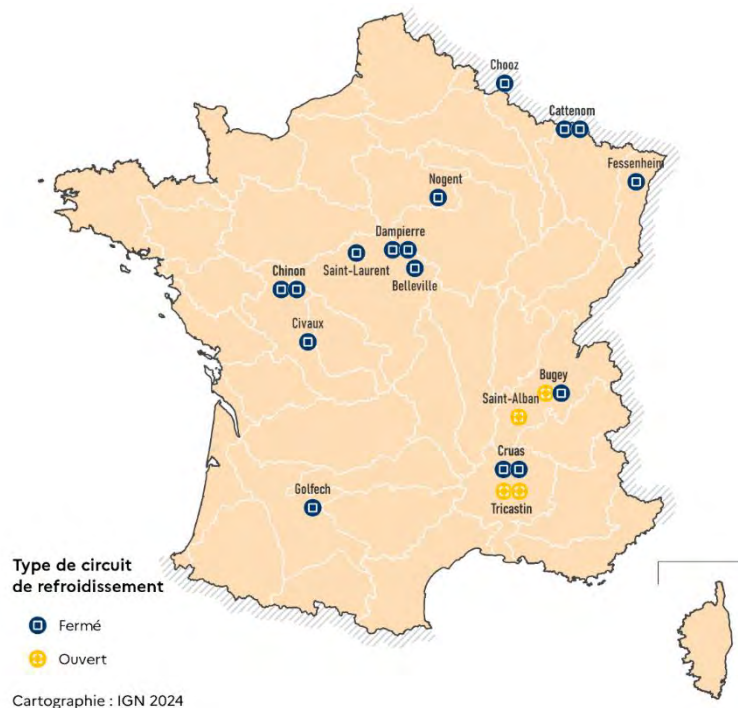 Chooz
Cattenom
Fessenheim
Nogent
Dampierre
Saint-Laurent
Belleville
Chinon
Civaux
Bugey
Saint-Alban
Cruas
Golfech
Tricastin
Type de circuit
de refroidissement
Fermé
Ouvert
Cartographie : IGN 2024